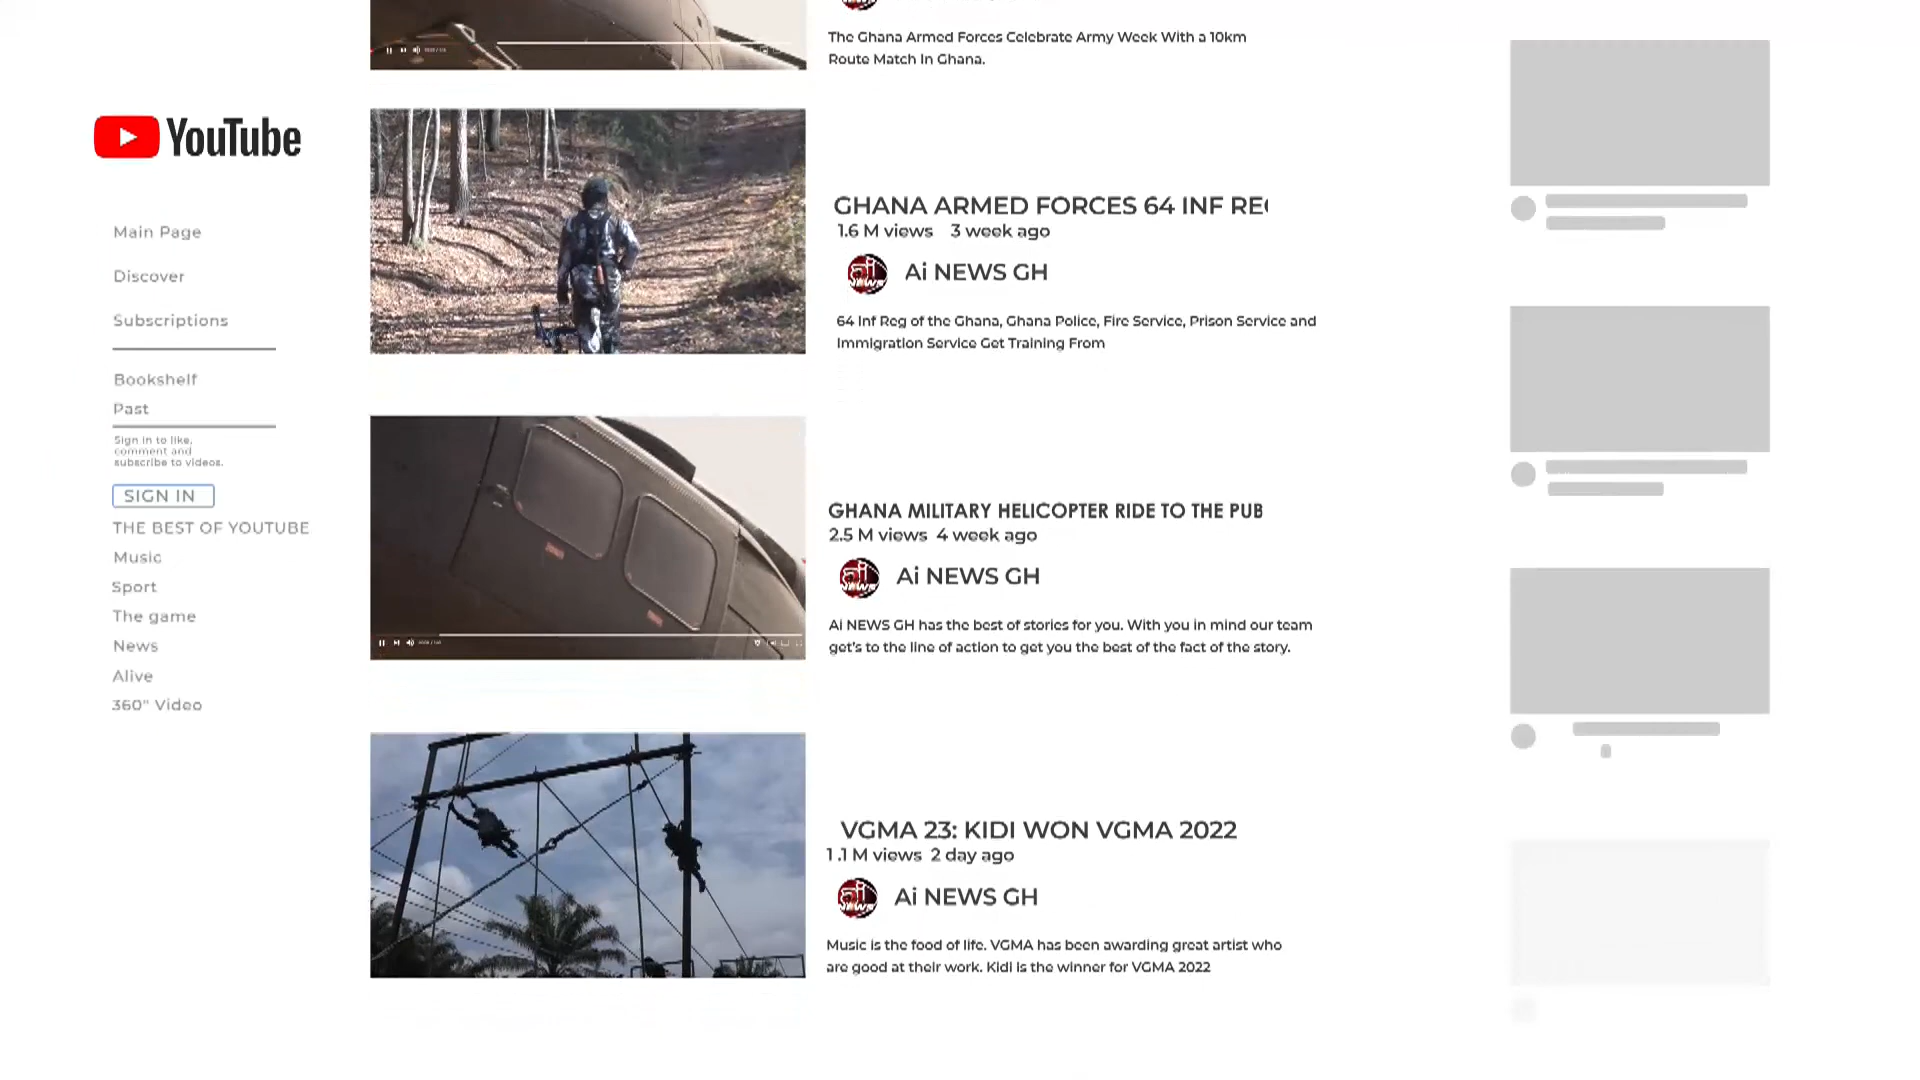 The Ghana Armed Forces Celebrate Army Week With a 10km
Route Match In Ghana.
YouTube
Main Page
Discover
Subscriptions
Bookshelf
Past
Sign in to like,
comment and
subscribe to videos.
SIGN IN
THE BEST OF YOUTUBE
Music
Sport
The game
News
Alive
360" Video
GHANA ARMED FORCES 64 INF REG
1.6 M views 3 week ago
Ai NEWS GH
64 Inf Reg of the Ghana, Ghana Police, Fire Service, Prison Service and
Immigration Service Get Training From
GHANA MILITARY HELICOPTER RIDE TO THE PUB
2.5 M views 4 week ago
Ai NEWS GH
Ai NEWS GH has the best of stories for you. With you in mind our team
get's to the line of action to get you the best of the fact of the story.
VGMA 23: KIDI WON VGMA 2022
1.1 M views 2 day ago
Ai NEWS GH
Music is the food of life. VGMA has been awarding great artist who
are good at their work. Kidi is the winner for VGMA 2022